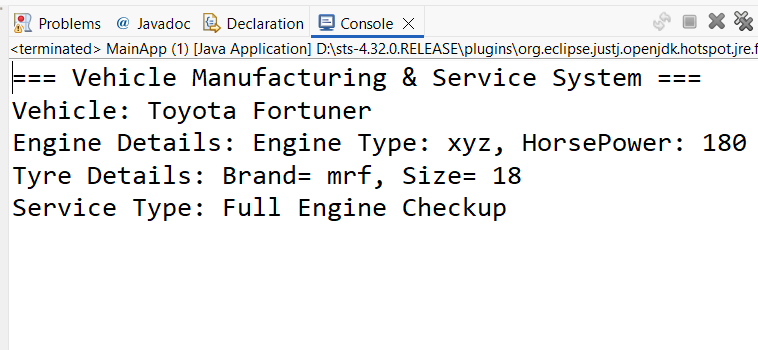 Problems @ Javadoc Declaration Console
<terminated> MainApp (1) [Java Application] D:\sts-4.32.0.RELEASE\plugins\org.eclipse.justj.openjdk.hotspot.jre.f
=== Vehicle Manufacturing & Service System ===
Vehicle: Toyota Fortuner
Engine Details: Engine Type: xyz, HorsePower: 180
Tyre Details: Brand= mrf, Size= 18
Service Type: Full Engine Checkup